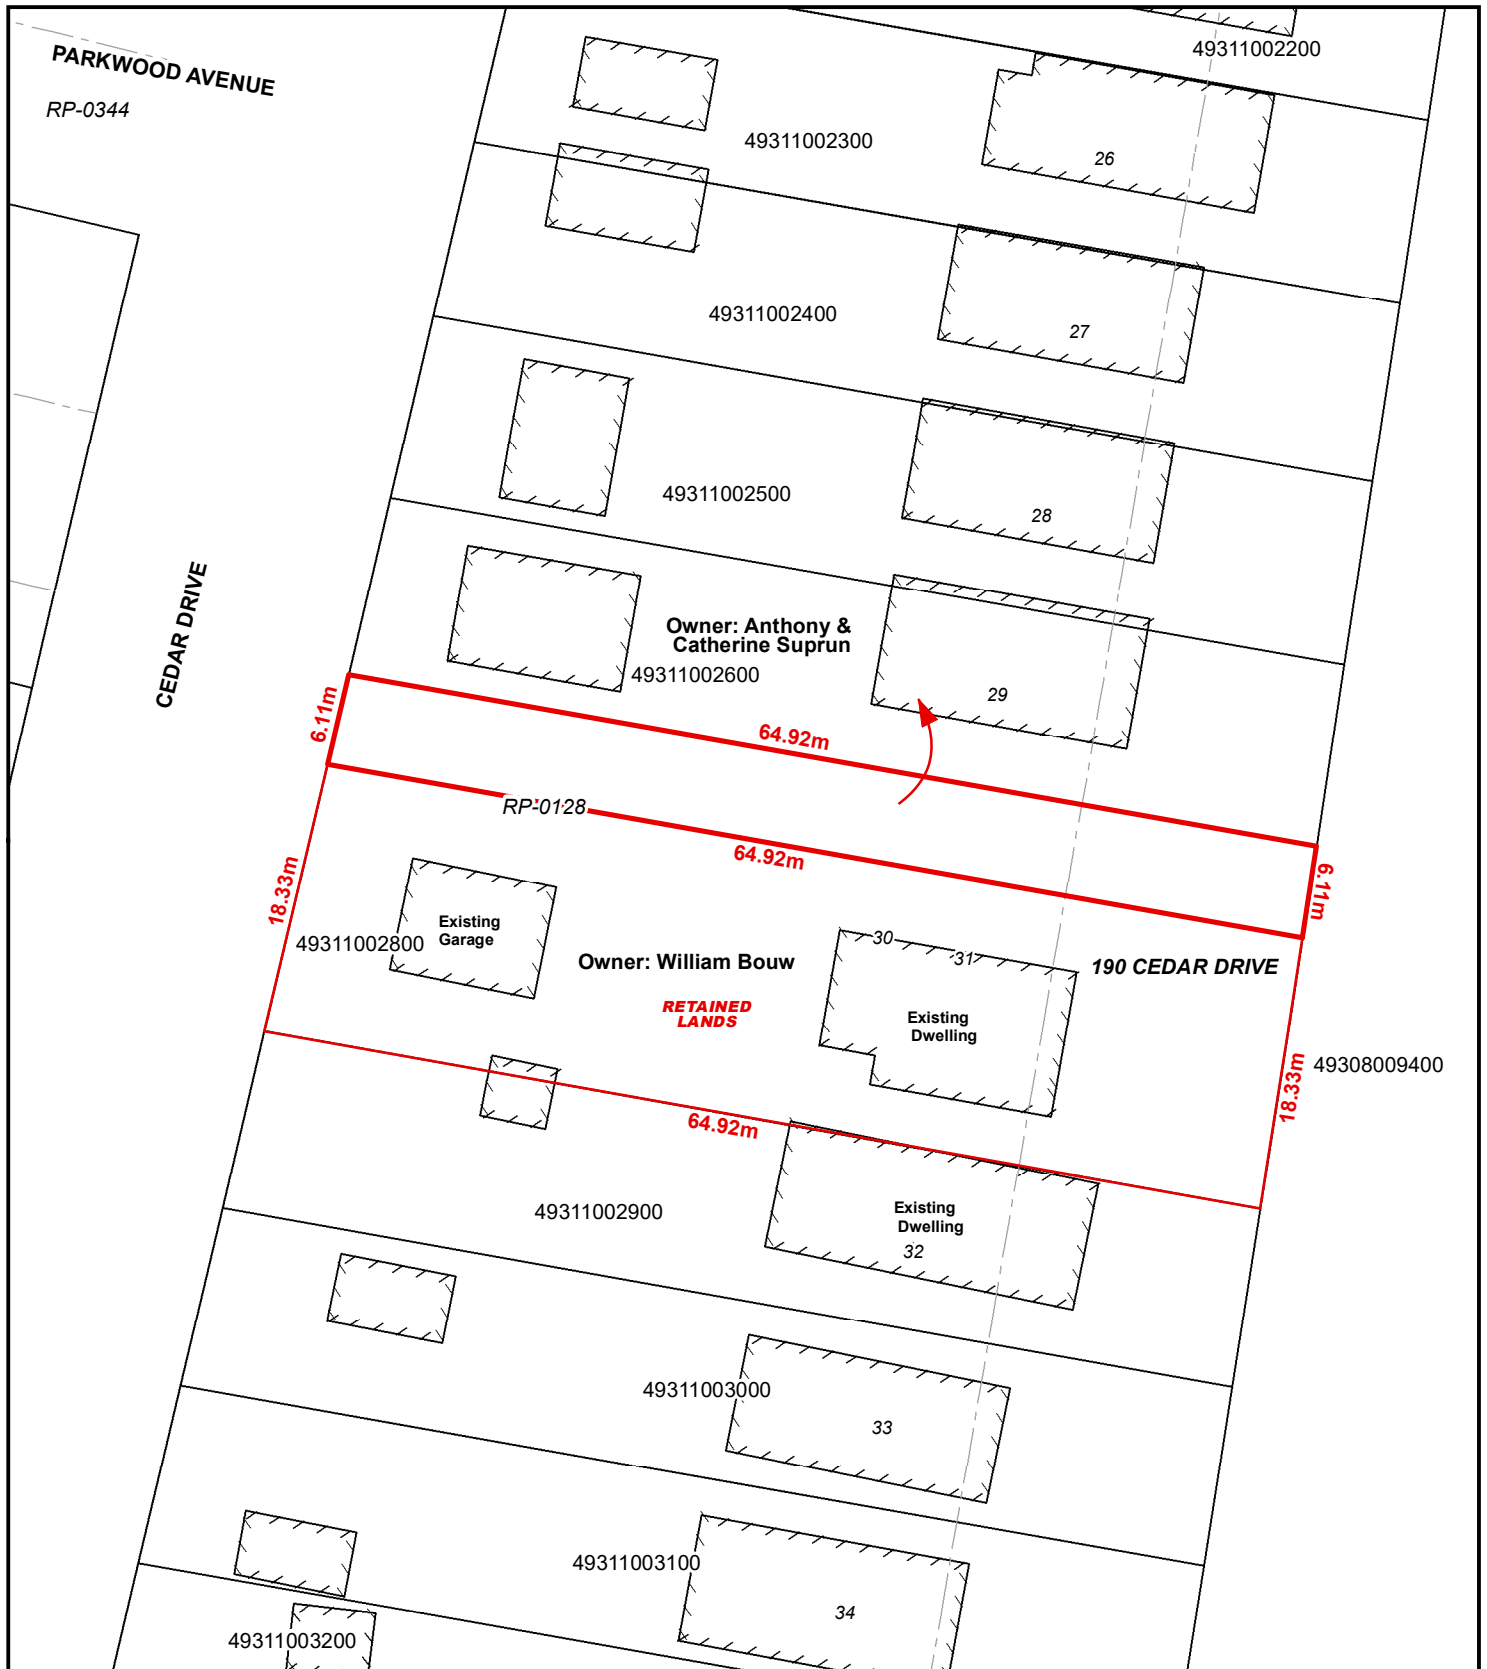 49311002200
PARKWOOD AVENUE
RP-0344
49311002300
26
49311002400
27
49311002500
28
CEDAR DRIVE
Owner: Anthony &
Catherine Suprun
49311002600
29
6.11m
64.92m
RP-0128
64.92m
6.11m
18.33m
Existing
Garage
49311002800
Owner: William Bouw
30
31
190 CEDAR DRIVE
RETAINED
LANDS
Existing
Dwelling
18.33m
49308009400
64.92m
49311002900
Existing
Dwelling
32
49311003000
33
49311003100
34
49311003200